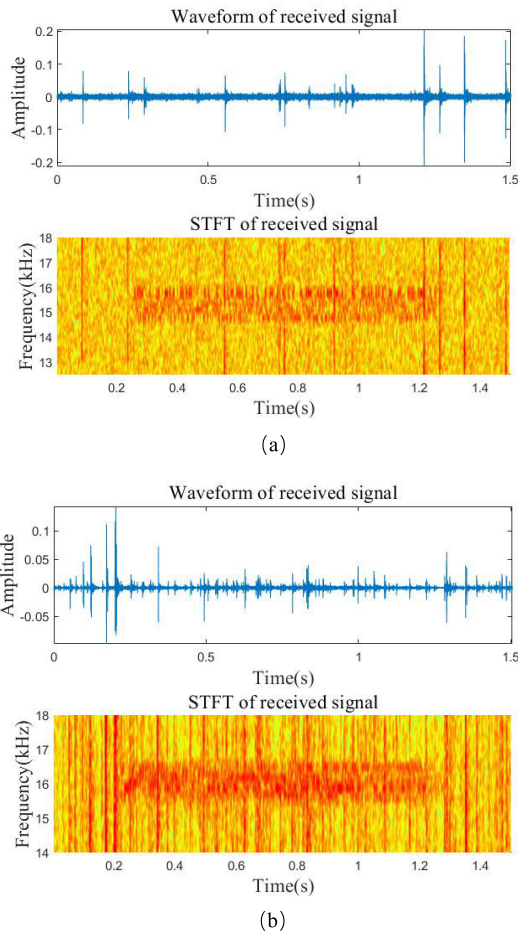 Waveform of received signal
0.2
0.1
0
-0.1
-0.2
Amplitude
0 0.5 1 1.5
Time(s)
STFT of received signal
18
17
16
15
14
13
Frequency(kHz)
0.2 0.4 0.6 0.8 1 1.2 1.4
Time(s)
(a)
Waveform of received signal
0.1
0.05
0
-0.05
Amplitude
0 0.5 1 1.5
Time(s)
STFT of received signal
18
17
16
15
14
Frequency(kHz)
0.2 0.4 0.6 0.8 1 1.2 1.4
Time(s)
(b)